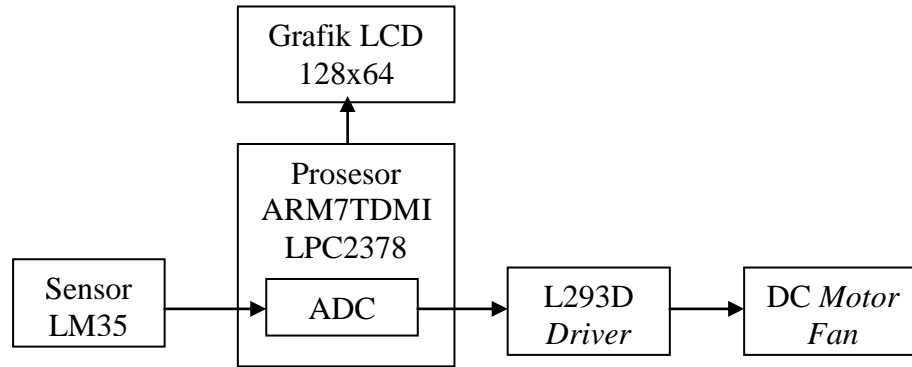 Grafik LCD
128x64
Prosesor
ARM7TDMI
LPC2378
Sensor
LM35
ADC
L293D
Driver
DC Motor
Fan